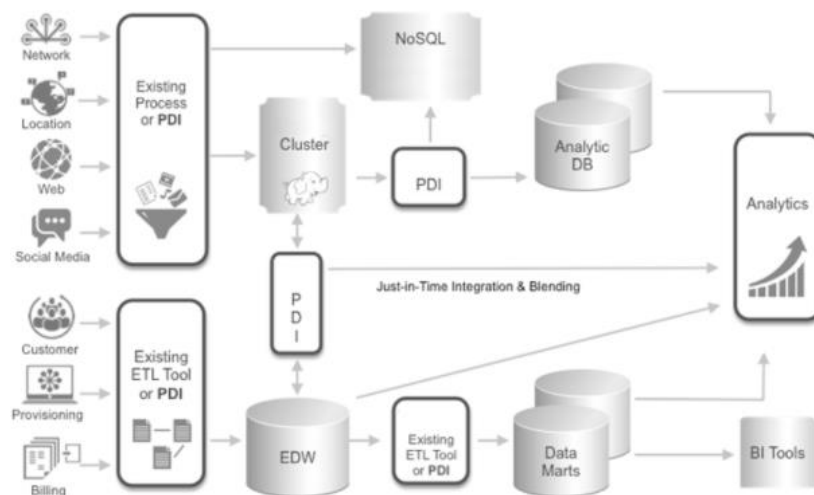 Network
Location
Web
Social Media
Existing
Process
or PDI
NoSQL
Cluster
PDI
Analytic
DB
Analytics
P
D
I
Just-in-Time Integration & Blending
Customer
Provisioning
Billing
Existing
ETL Tool
or PDI
EDW
Existing
ETL Tool
or PDI
Data
Marts
BI Tools